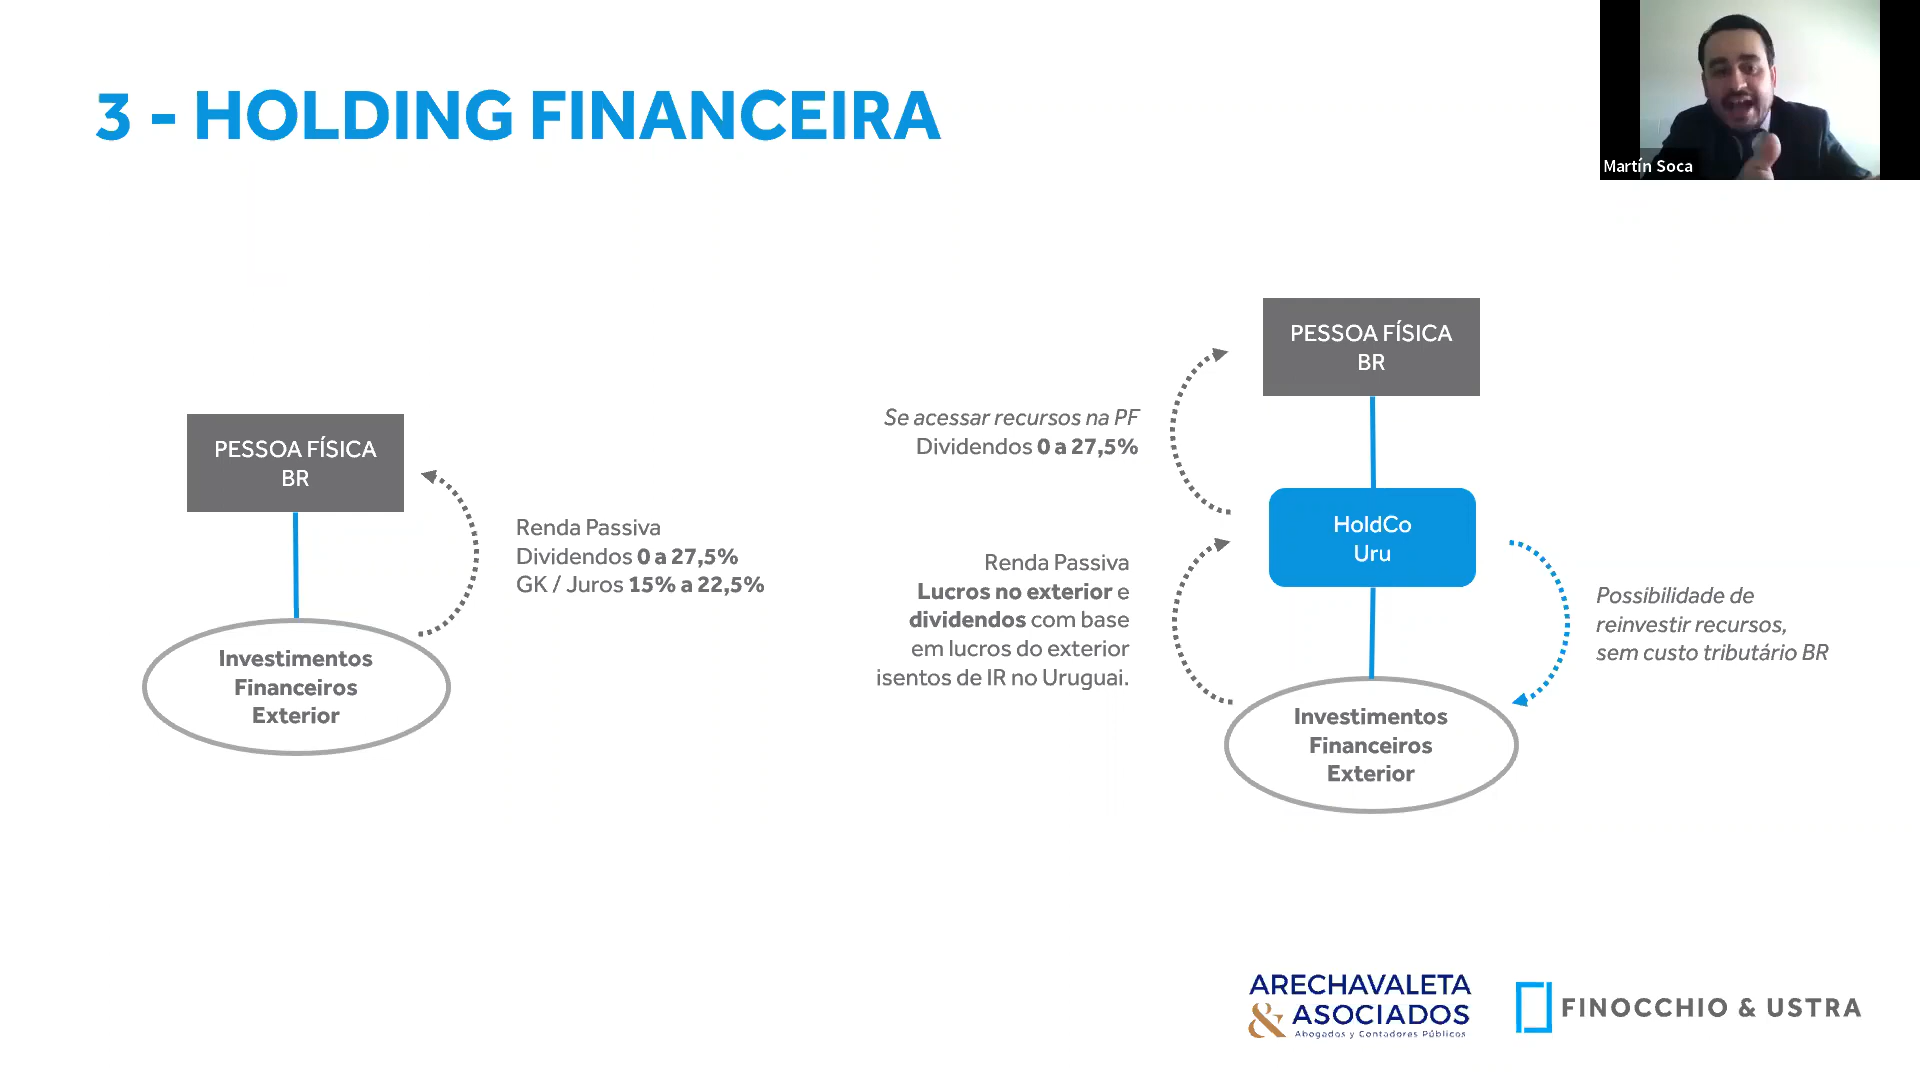 3 - HOLDING FINANCEIRA
Martín Soca
PESSOA FÍSICA
BR
Renda Passiva
Dividendos 0 a 27,5%
GK / Juros 15% a 22,5%
Investimentos
Financeiros
Exterior
PESSOA FÍSICA
BR
Se acessar recursos na PF
Dividendos 0 a 27,5%
HoldCo
Uru
Renda Passiva
Lucros no exterior e
dividendos com base
em lucros do exterior
isentos de IR no Uruguai.
Possibilidade de
reinvestir recursos,
sem custo tributário BR
Investimentos
Financeiros
Exterior
ARECHAVALETA
& ASOCIADOS
Abogados y Contadores Públicos
FINOCCHIO & USTRA